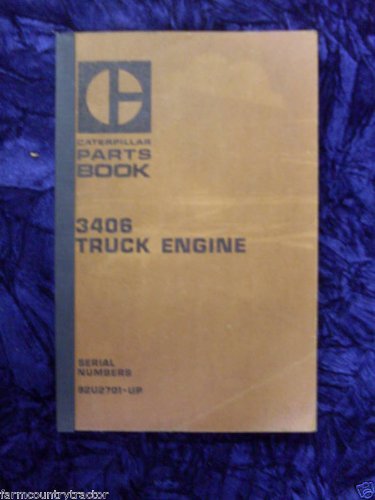 CATERPILLAR
PARTS
BOOK
3406
TRUCK ENGINE
SERIAL
NUMBERS
92U2701-UP
farmcountrytractor